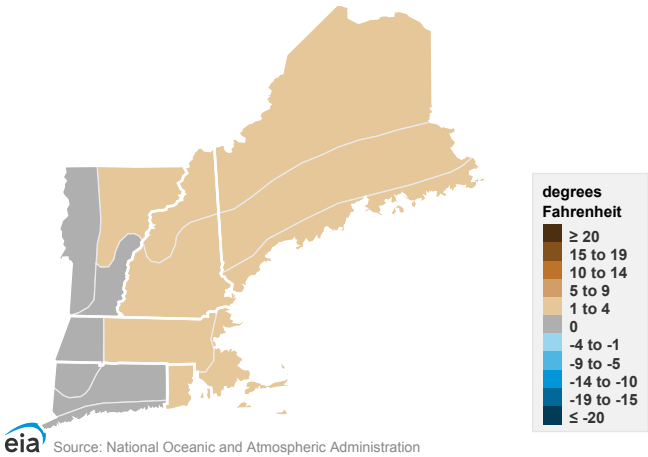 degrees
Fahrenheit
≥ 20
15 to 19
10 to 14
5 to 9
1 to 4
0
-4 to -1
-9 to -5
-14 to -10
-19 to -15
≤ -20
eia Source: National Oceanic and Atmospheric Administration